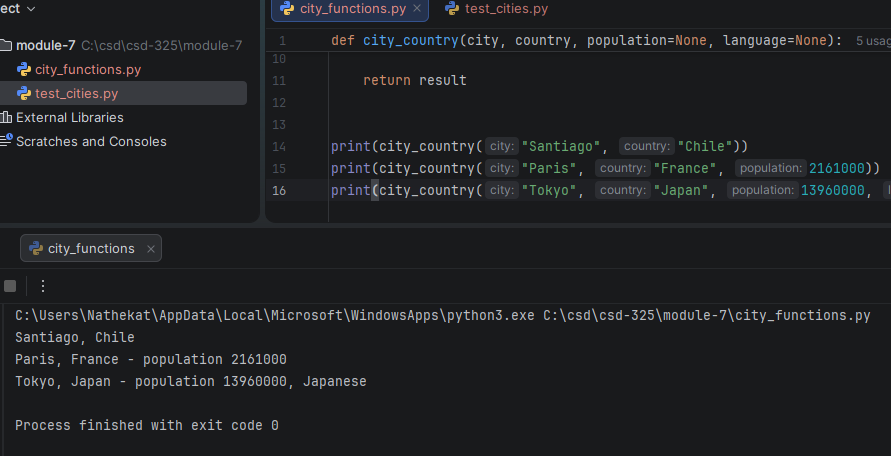 ect
module-7 C:\csd\csd-325\module-7
city_functions.py
test_cities.py
External Libraries
Scratches and Consoles
city_functions.py
test_cities.py
1 def city_country(city, country, population=None, language=None):
10
11 return result
12
13
14 print(city_country( city: "Santiago", country: "Chile"))
15 print(city_country( city: "Paris", country: "France", population: 2161000))
16 print(city_country( city: "Tokyo", country: "Japan", population: 13960000,
city_functions
C:\Users\Nathekat\AppData\Local\Microsoft\WindowsApps\python3.exe C:\csd\csd-325\module-7\city_functions.py
Santiago, Chile
Paris, France - population 2161000
Tokyo, Japan - population 13960000, Japanese
Process finished with exit code 0